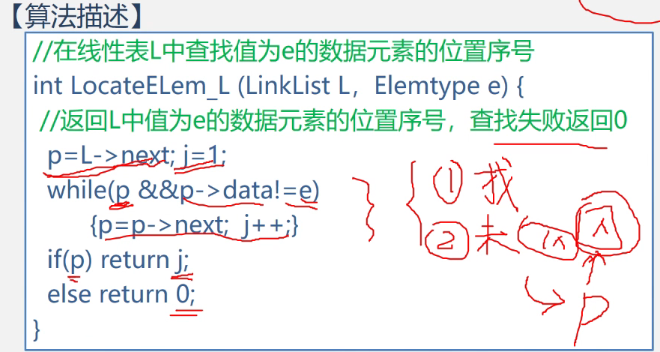 【算法描述】
//在线性表L中查找值为e的数据元素的位置序号
int LocateELem_L (LinkList L，Elemtype e) {
//返回L中值为e的数据元素的位置序号，查找失败返回0
p=L->next; j=1;
while(p &&p->data!=e)
{p=p->next; j++;}
① 找
② 未
if(p) return j;
else return 0;
p
}